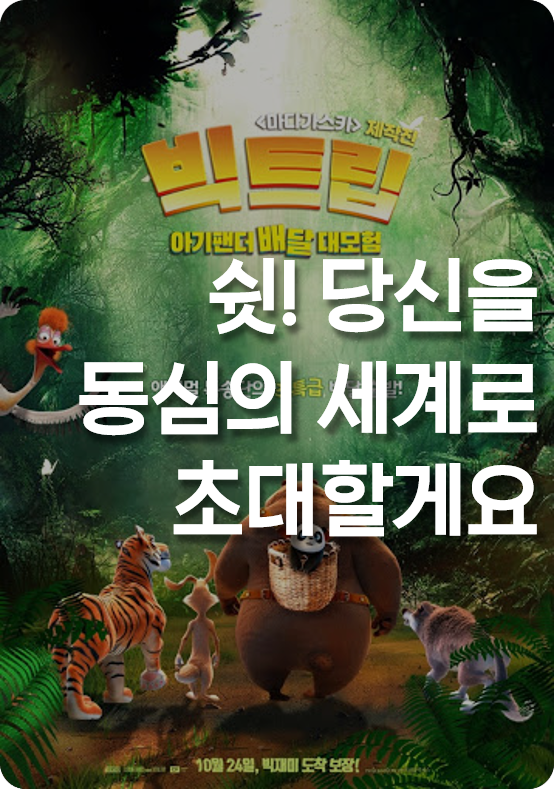 <마다가스카> 제작진
빅트립
아기팬더 배달 대모험
쉿! 당신을
동심의 세계로
초대할게요
10월 24일, 빅재미 도착 보장!